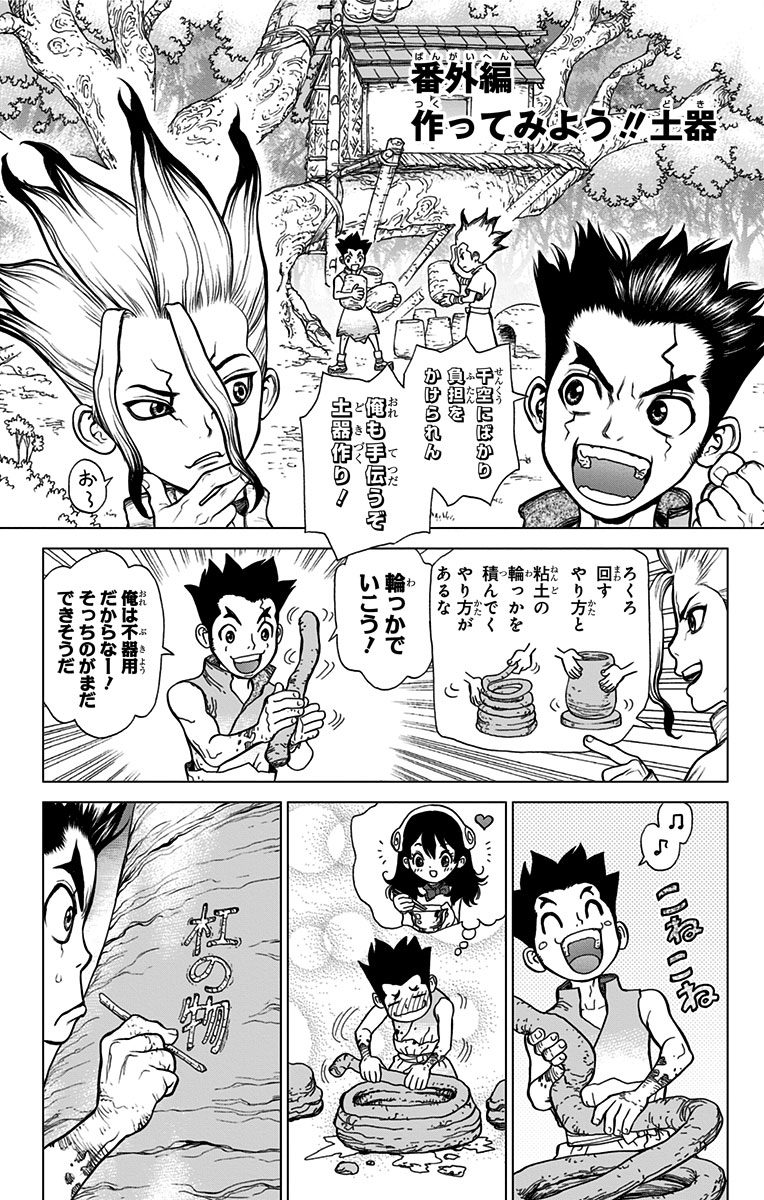 番外編
作ってみよう!!土器
千空にばかり
負担を
かけられん
俺も手伝うぞ
土器作り!
お〜
ろくろ
回す
やり方と
粘土の
輪っかを
積んでく
やり方が
あるな
輪っかで
いこう!
俺は不器用
だからなー!
そっちのがまだ
できそうだ
こねこね
杠の物